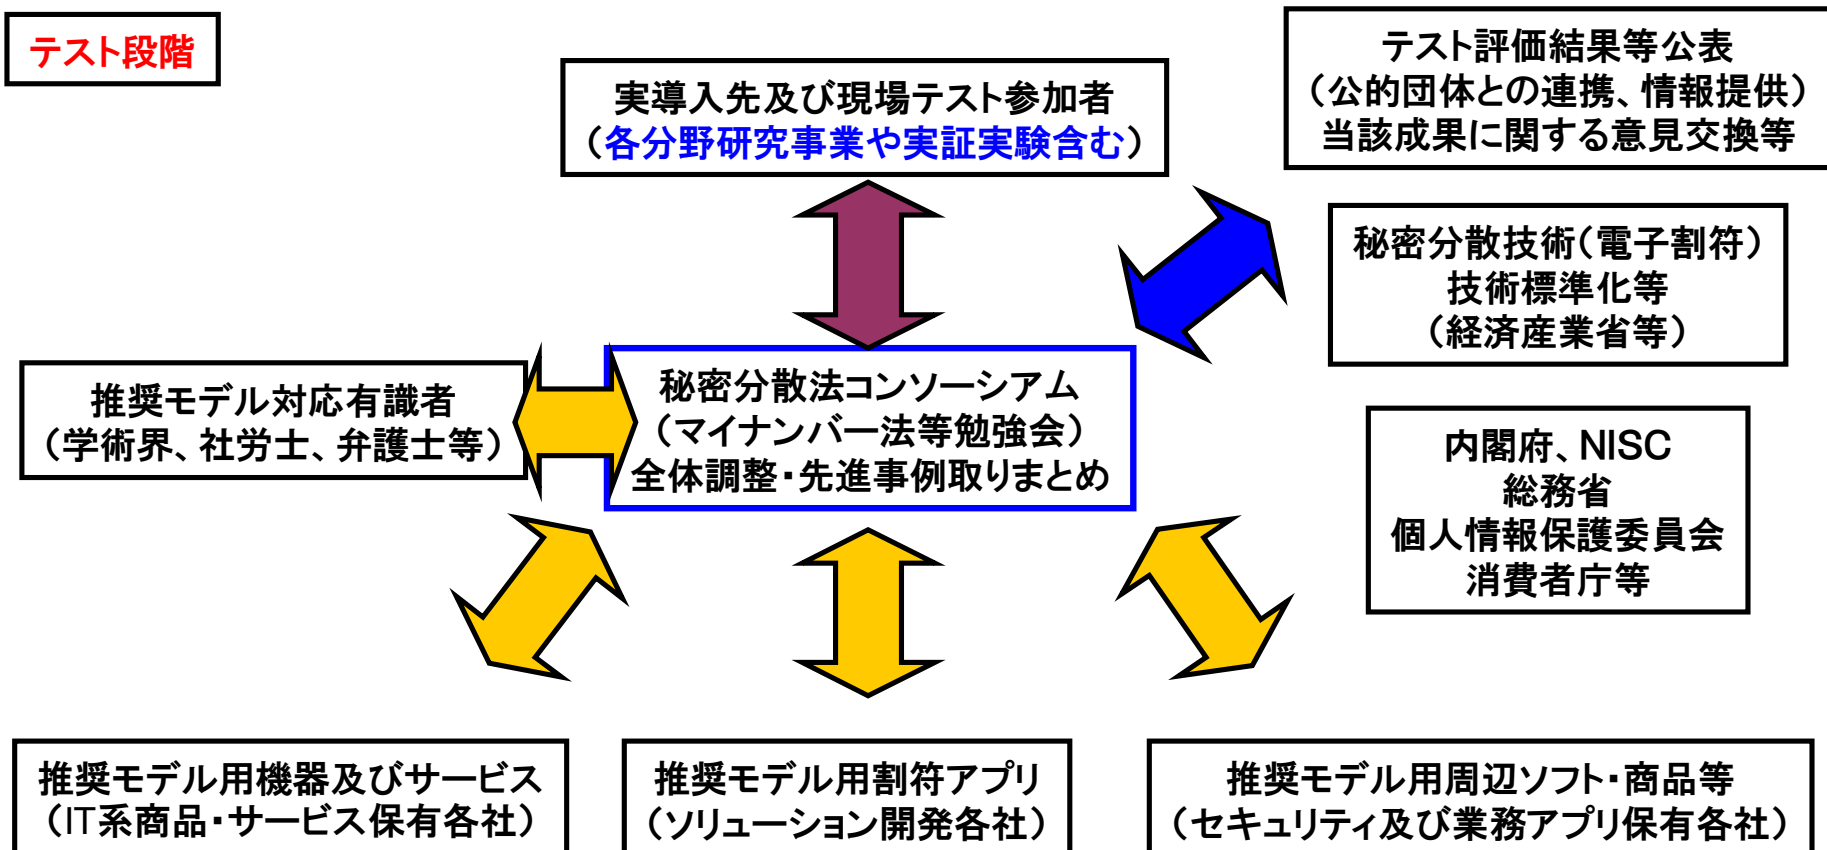 テスト段階
実導入先及び現場テスト参加者
（各分野研究事業や実証実験含む）
テスト評価結果等公表
（公的団体との連携、情報提供）
当該成果に関する意見交換等
秘密分散技術（電子割符）
技術標準化等
（経済産業省等）
推奨モデル対応有識者
（学術界、社労士、弁護士等）
秘密分散法コンソーシアム
（マイナンバー法等勉強会）
全体調整・先進事例取りまとめ
内閣府、NISC
総務省
個人情報保護委員会
消費者庁等
推奨モデル用機器及びサービス
（IT系商品・サービス保有各社）
推奨モデル用割符アプリ
（ソリューション開発各社）
推奨モデル用周辺ソフト・商品等
（セキュリティ及び業務アプリ保有各社）